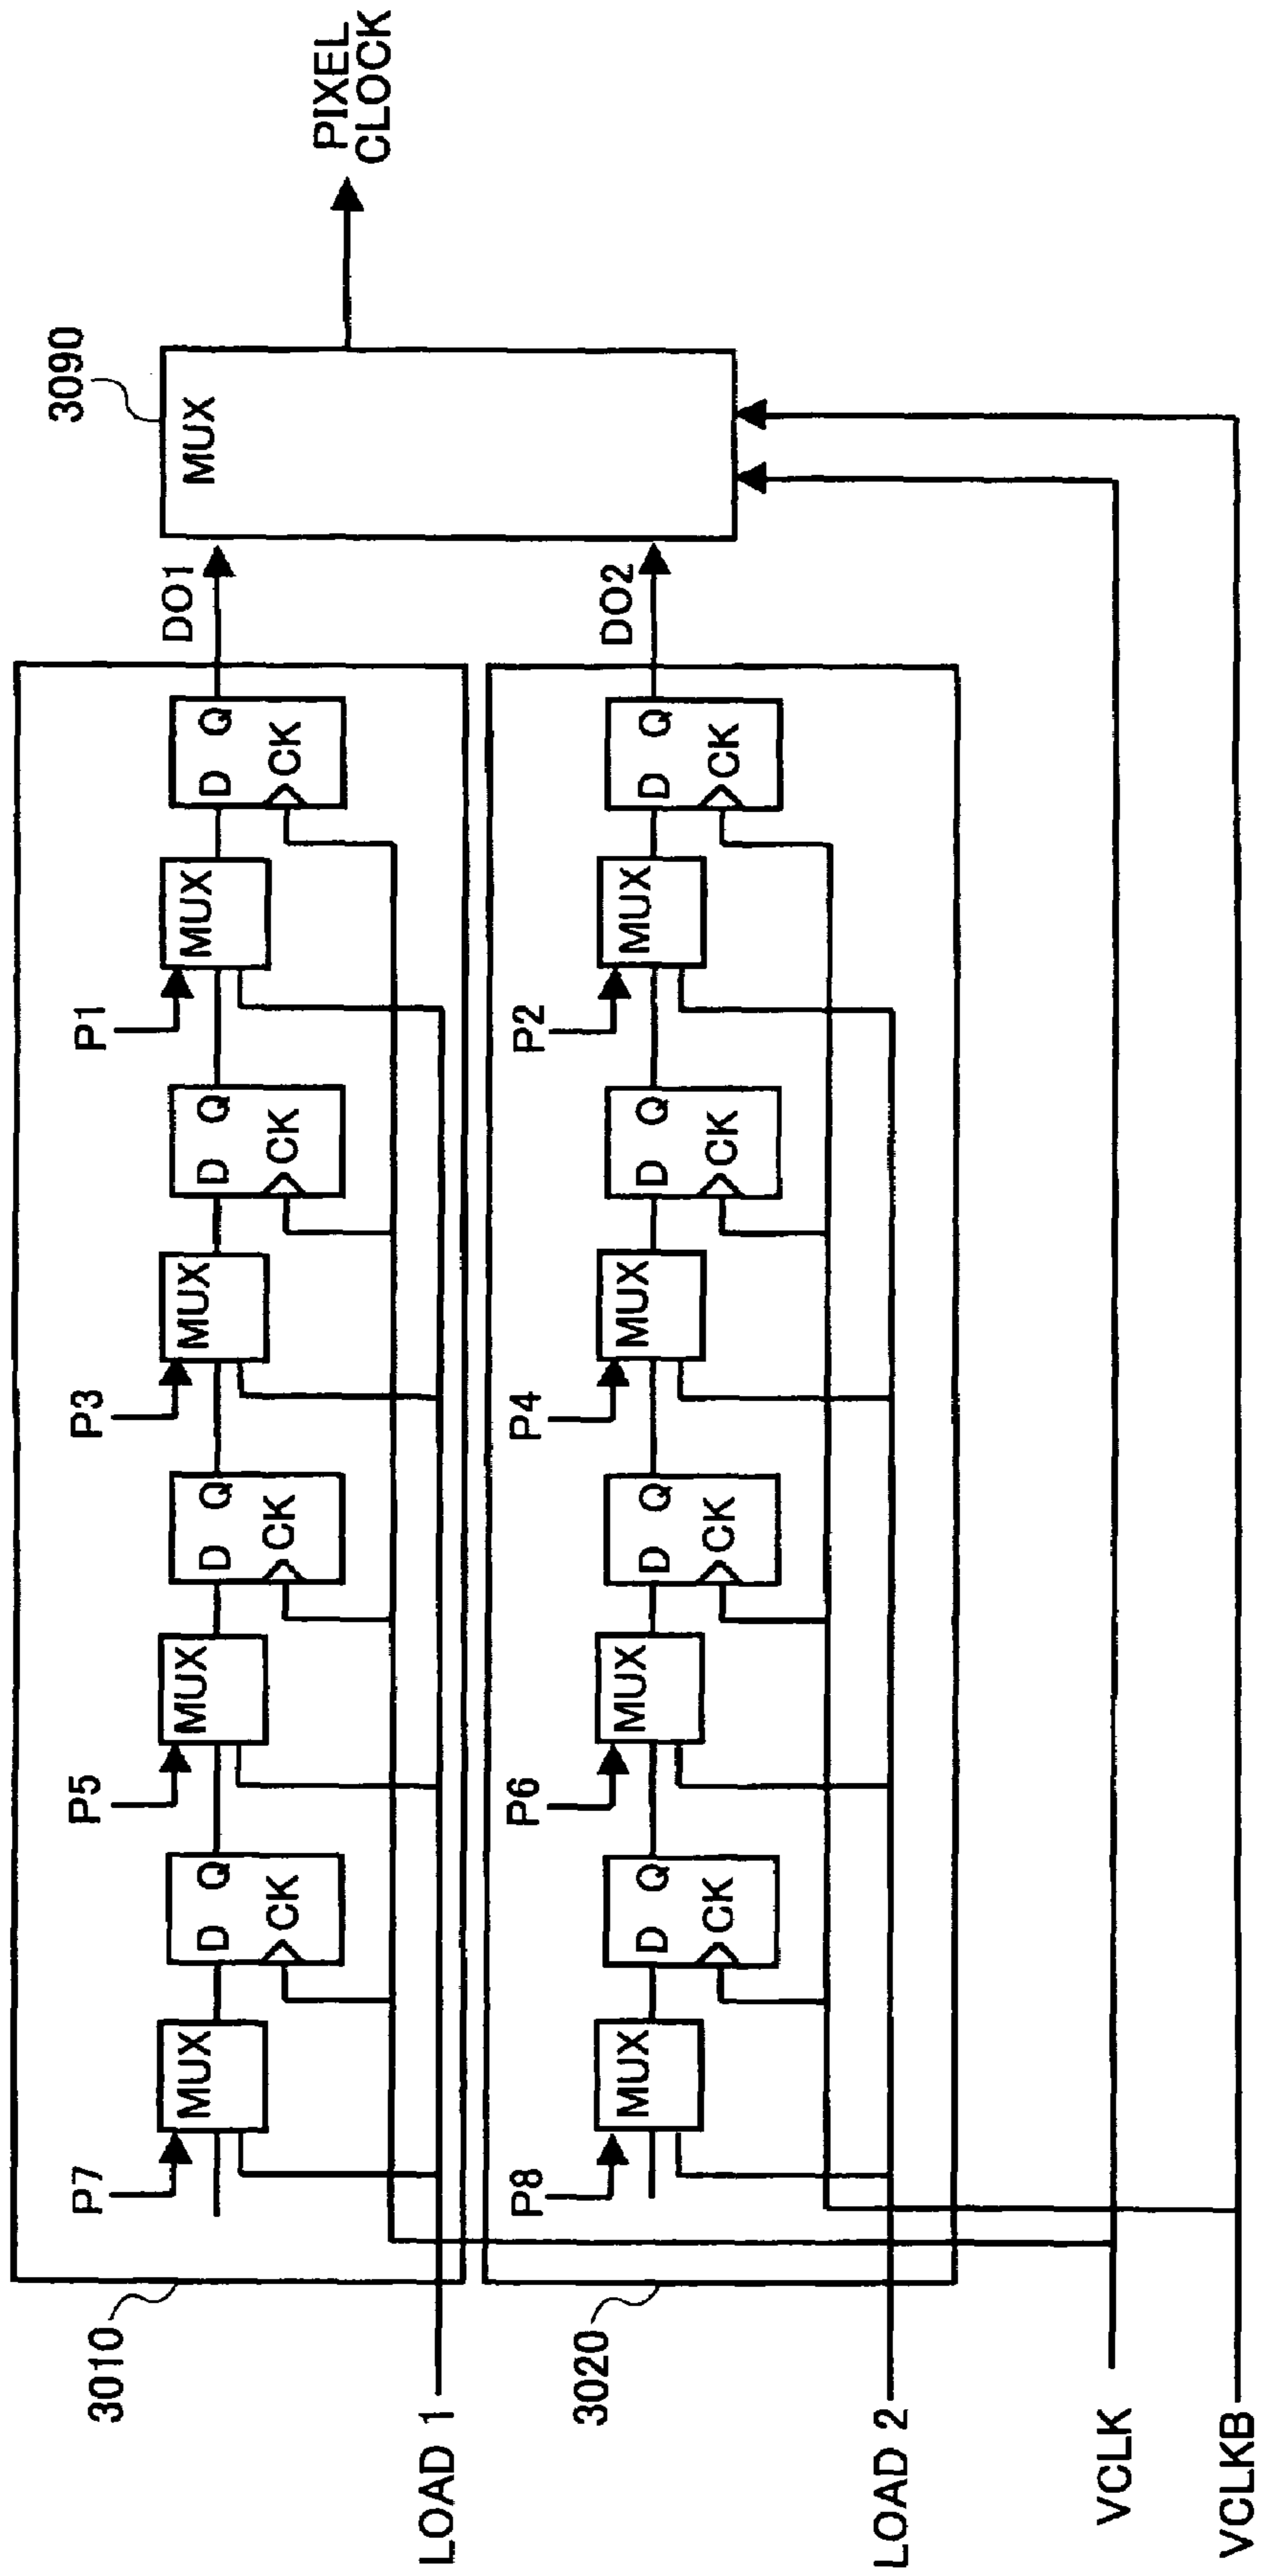 3010
P7
MUX
D Q
CK
P5
MUX
D Q
CK
P3
MUX
D Q
CK
P1
MUX
D Q
CK
DO1
LOAD 1
3020
P8
MUX
D Q
CK
P6
MUX
D Q
CK
P4
MUX
D Q
CK
P2
MUX
D Q
CK
DO2
LOAD 2
3090
MUX
PIXEL
CLOCK
VCLK
VCLKB